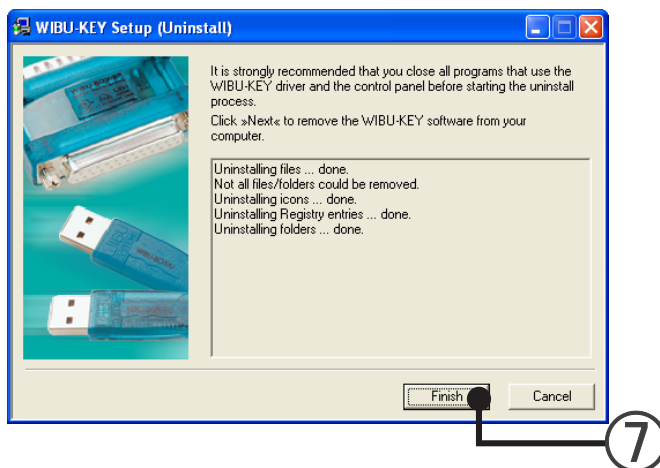 WIBU-KEY Setup (Uninstall)
It is strongly recommended that you close all programs that use the
WIBU-KEY driver and the control panel before starting the uninstall
process.
Click »Next« to remove the WIBU-KEY software from your
computer.
Uninstalling files ... done.
Not all files/folders could be removed.
Uninstalling icons ... done.
Uninstalling Registry entries ... done.
Uninstalling folders ... done.
Finish
Cancel
7